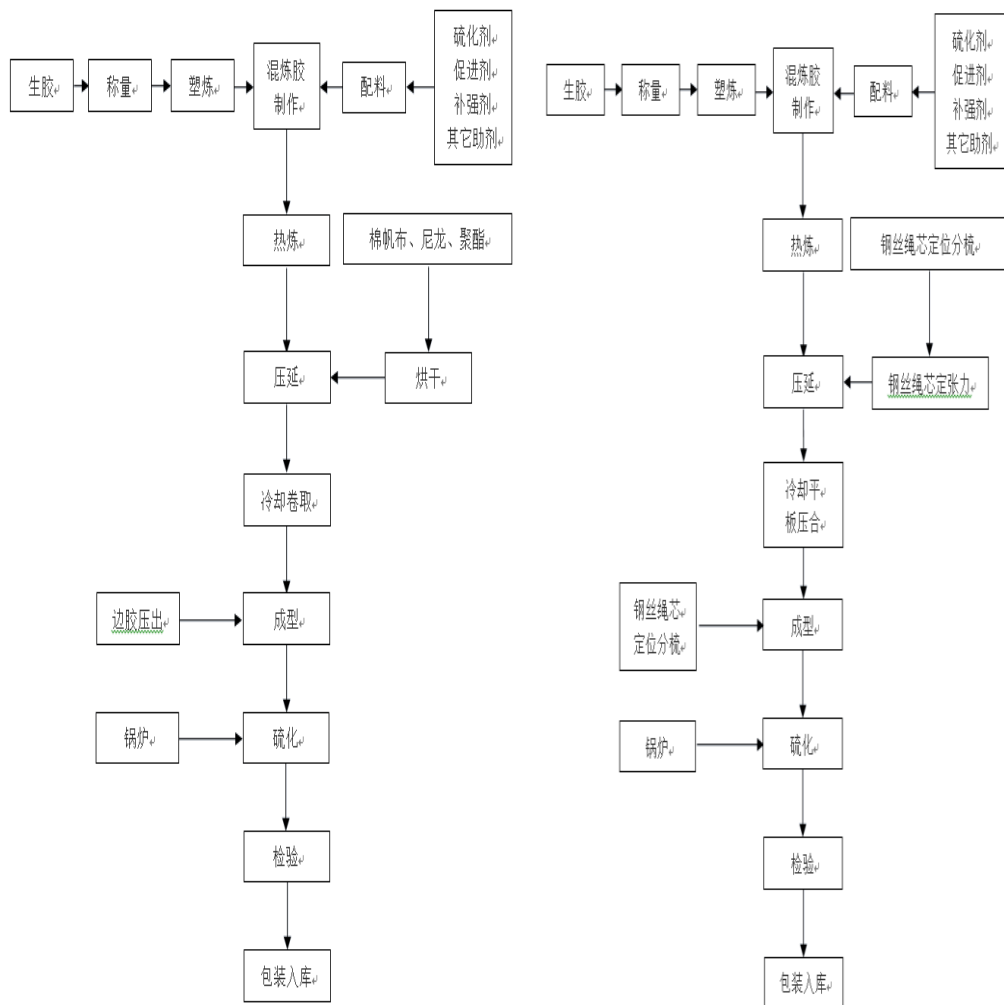 生胶
称量
塑炼
混炼胶
制作
配料
硫化剂
促进剂
补强剂
其它助剂
热炼
棉帆布、尼龙、聚酯
压延
烘干
冷却卷取
边胶压出
成型
锅炉
硫化
检验
包装入库
生胶
称量
塑炼
混炼胶
制作
配料
硫化剂
促进剂
补强剂
其它助剂
热炼
钢丝绳芯定位分梳
压延
钢丝绳芯定张力
冷却平
板压合
钢丝绳芯
定位分梳
成型
锅炉
硫化
检验
包装入库